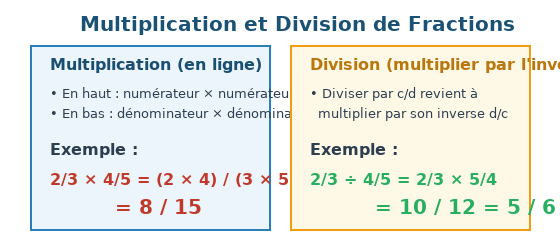 Multiplication et Division de Fractions
Multiplication (en ligne)
• En haut : numérateur × numérateu
• En bas : dénominateur × dénomina
Exemple :
2/3 × 4/5 = (2 × 4) / (3 × 5
= 8 / 15
Division (multiplier par l'inve
• Diviser par c/d revient à
multiplier par son inverse d/c
Exemple :
2/3 ÷ 4/5 = 2/3 × 5/4
= 10 / 12 = 5 / 6